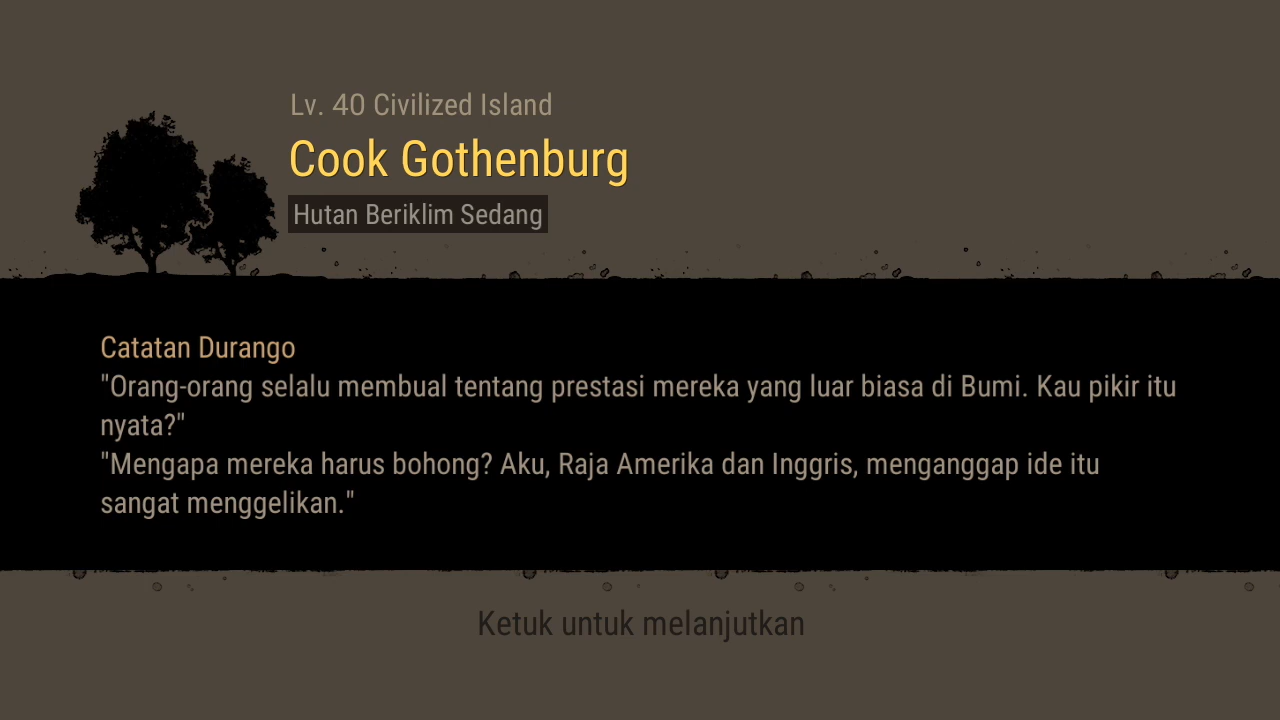 Lv. 40 Civilized Island
Cook Gothenburg
Hutan Beriklim Sedang
Catatan Durango
"Orang-orang selalu membual tentang prestasi mereka yang luar biasa di Bumi. Kau pikir itu
nyata?"
"Mengapa mereka harus bohong? Aku, Raja Amerika dan Inggris, menganggap ide itu
sangat menggelikan."
Ketuk untuk melanjutkan